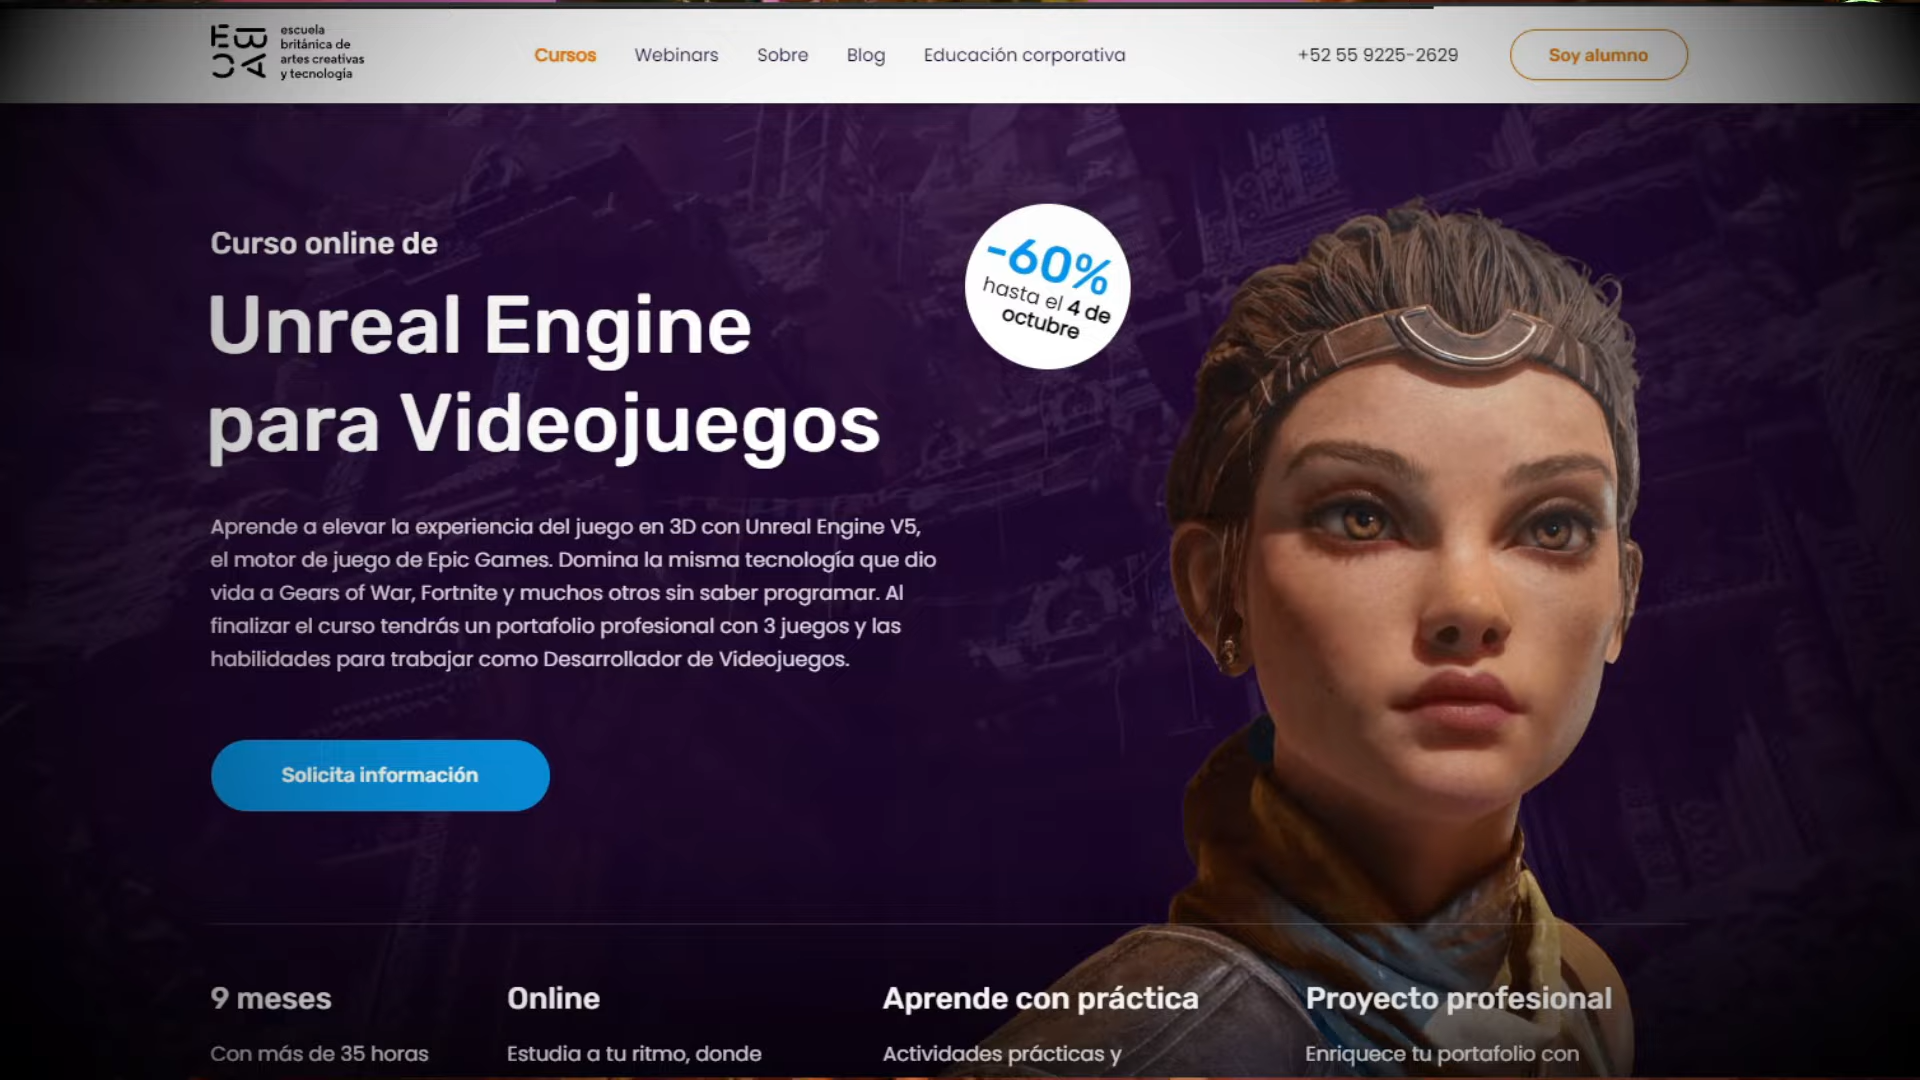 EBAC
escuela
británica de
artes creativas
y tecnología
Cursos
Webinars
Sobre
Blog
Educación corporativa
+52 55 9225-2629
Soy alumno
Curso online de
Unreal Engine
para Videojuegos
-60%
hasta el 4 de
octubre
Aprende a elevar la experiencia del juego en 3D con Unreal Engine V5,
el motor de juego de Epic Games. Domina la misma tecnología que dio
vida a Gears of War, Fortnite y muchos otros sin saber programar. Al
finalizar el curso tendrás un portafolio profesional con 3 juegos y las
habilidades para trabajar como Desarrollador de Videojuegos.
Solicita información
9 meses
Con más de 35 horas
Online
Estudia a tu ritmo, donde
Aprende con práctica
Actividades prácticas y
Proyecto profesional
Enriquece tu portafolio con